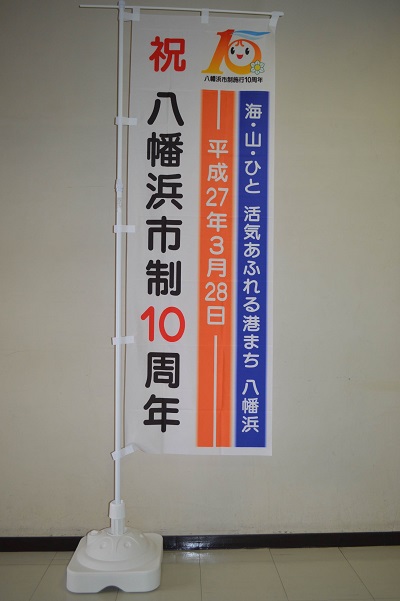 10
八幡浜市制施行10周年
海・山・ひと 活気あふれる港まち 八幡浜
平成27年3月28日
祝 八幡浜市制10周年